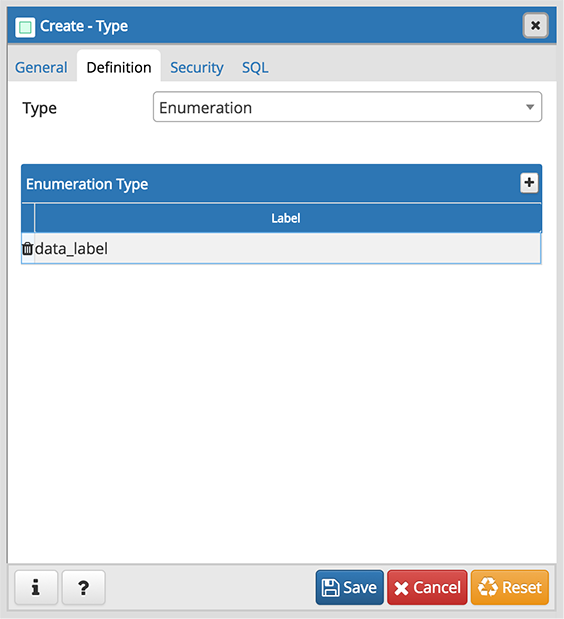 Create - Type
General Definition Security SQL
Type Enumeration
Enumeration Type
Label
data_label
i ? Save Cancel Reset